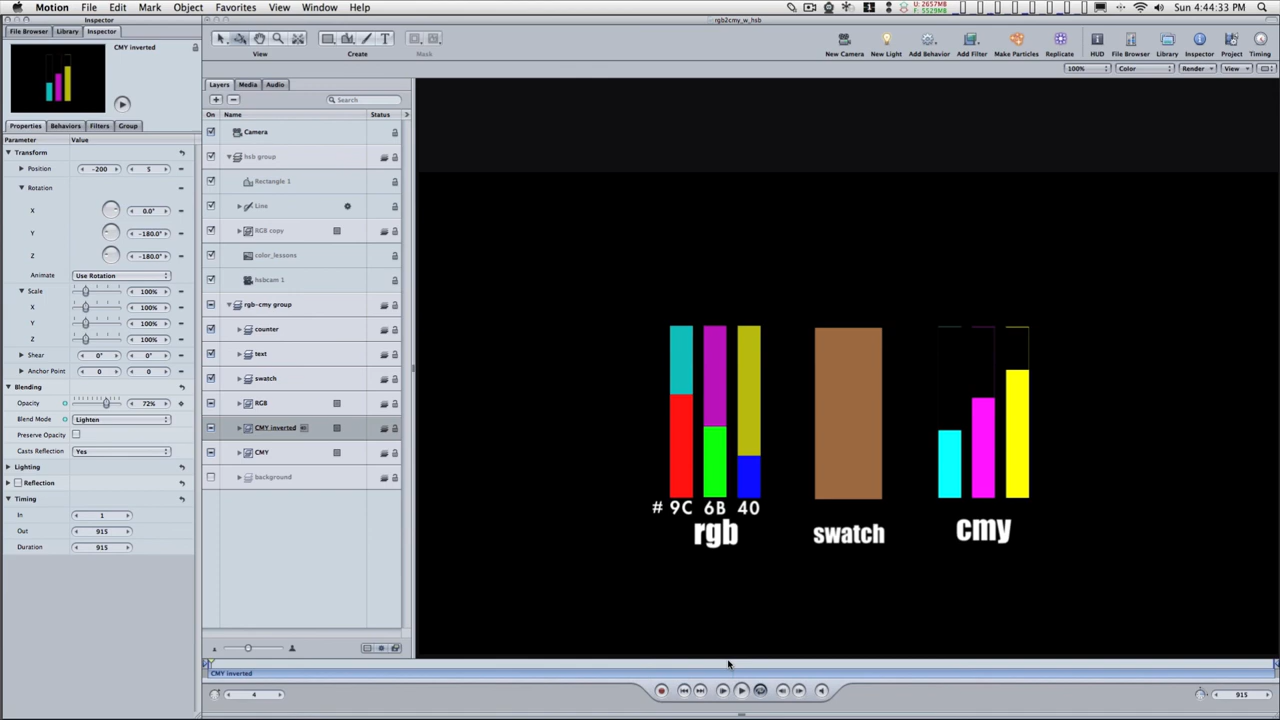 Motion File Edit Mark Object Favorites View Window Help
U: 2657MB
F: 5529MB
Sun 4:44:33 PM
Inspector
rgb2cmy_w_hsb
File Browser Library Inspector
CMY inverted
View
Create
Mask
New Camera New Light Add Behavior Add Filter Make Particles Replicate HUD File Browser Library Inspector Project Timing
100% Color Render View
Layers Media Audio
Search
On Name Status
Properties Behaviors Filters Group
Parameter Value
Transform
Position -200 5
Rotation
X 0.0°
Y -180.0°
Z -180.0°
Animate Use Rotation
Scale 100%
X 100%
Y 100%
Z 100%
Shear 0° 0°
Anchor Point 0 0
Blending
Opacity 72%
Blend Mode Lighten
Preserve Opacity
Casts Reflection Yes
Lighting
Reflection
Timing
In 1
Out 915
Duration 915
Camera
hsb group
Rectangle 1
Line
RGB copy
color_lessons
hsbcam 1
rgb-cmy group
counter
text
swatch
RGB
CMY inverted
CMY
background
# 9C 6B 40
rgb
swatch
cmy
CMY inverted
4
915